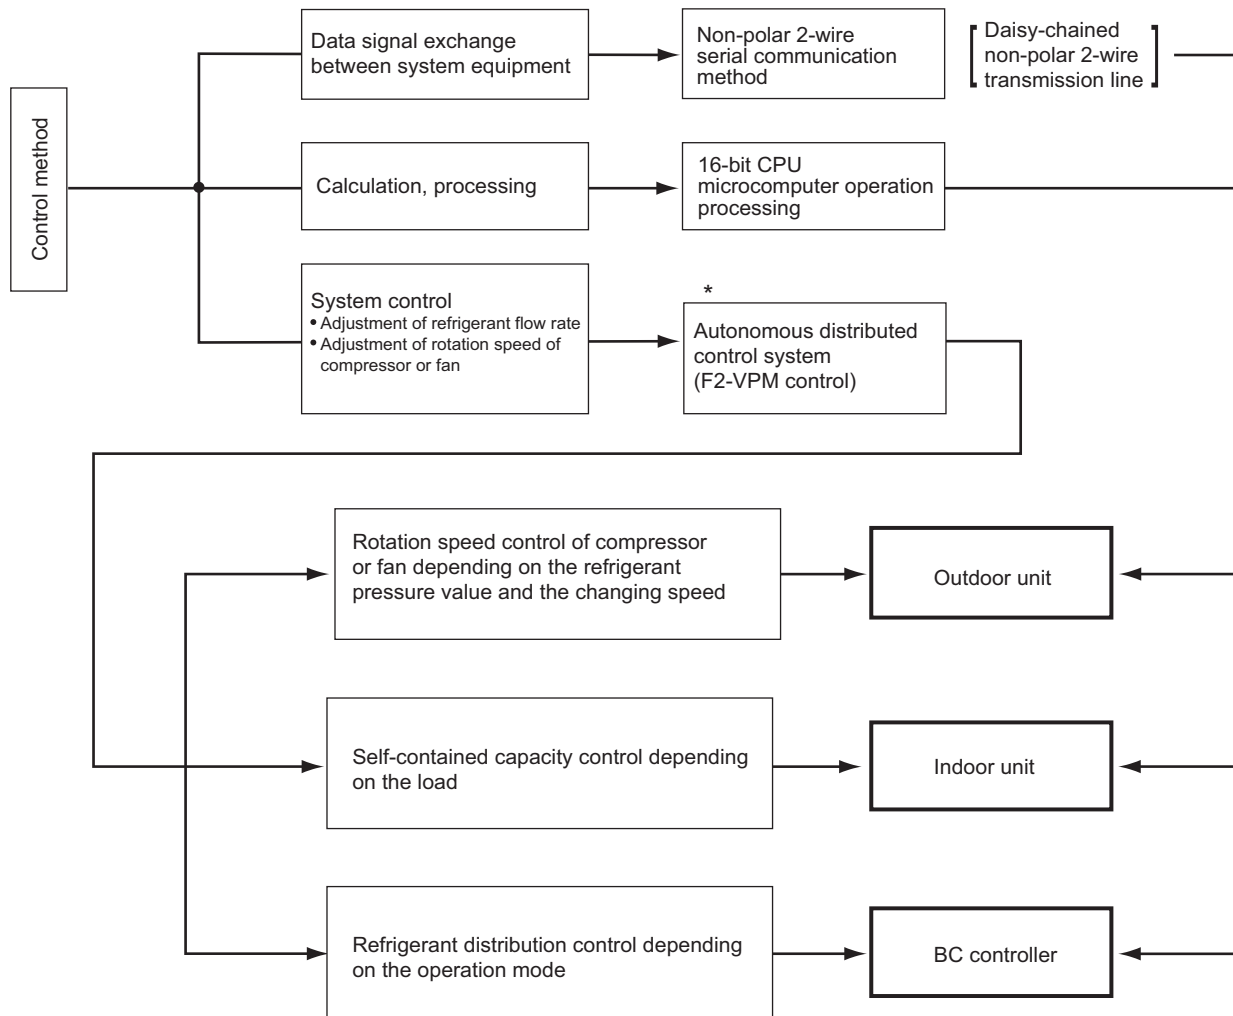 Control method
Data signal exchange
between system equipment
Non-polar 2-wire
serial communication
method
Daisy-chained
non-polar 2-wire
transmission line
Calculation, processing
16-bit CPU
microcomputer operation
processing
System control
• Adjustment of refrigerant flow rate
• Adjustment of rotation speed of
compressor or fan
*
Autonomous distributed
control system
(F2-VPM control)
Rotation speed control of compressor
or fan depending on the refrigerant
pressure value and the changing speed
Outdoor unit
Self-contained capacity control depending
on the load
Indoor unit
Refrigerant distribution control depending
on the operation mode
BC controller